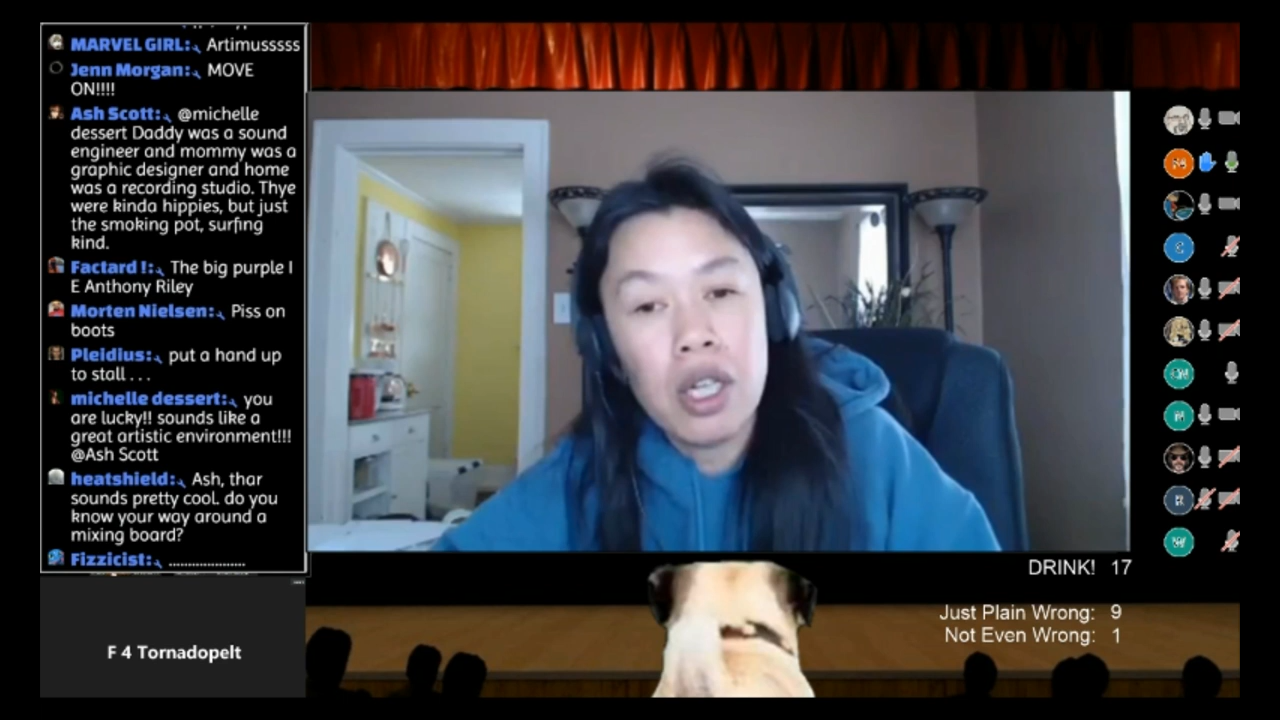 MARVEL GIRL: Artimusssss
Jenn Morgan: MOVE
ON!!!!
Ash Scott: @michelle
dessert Daddy was a sound
engineer and mommy was a
graphic designer and home
was a recording studio. Thye
were kinda hippies, but just
the smoking pot, surfing
kind.
Factard !: The big purple I
E Anthony Riley
Morten Nielsen: Piss on
boots
Pleidius: put a hand up
to stall . . .
michelle dessert: you
are lucky!! sounds like a
great artistic environment!!!
@Ash Scott
heatshield: Ash, thar
sounds pretty cool. do you
know your way around a
mixing board?
Fizzicist: .....................
F 4 Tornadopelt
DRINK! 17
Just Plain Wrong: 9
Not Even Wrong: 1